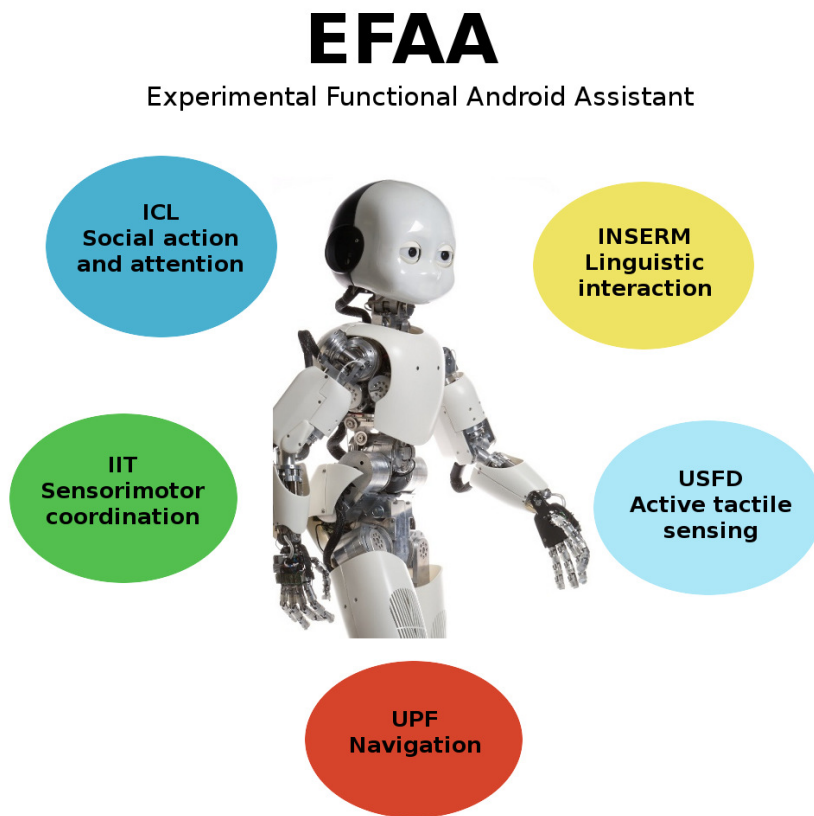 EFAA
Experimental Functional Android Assistant
ICL
Social action
and attention
INSERM
Linguistic
interaction
IIT
Sensorimotor
coordination
USFD
Active tactile
sensing
UPF
Navigation